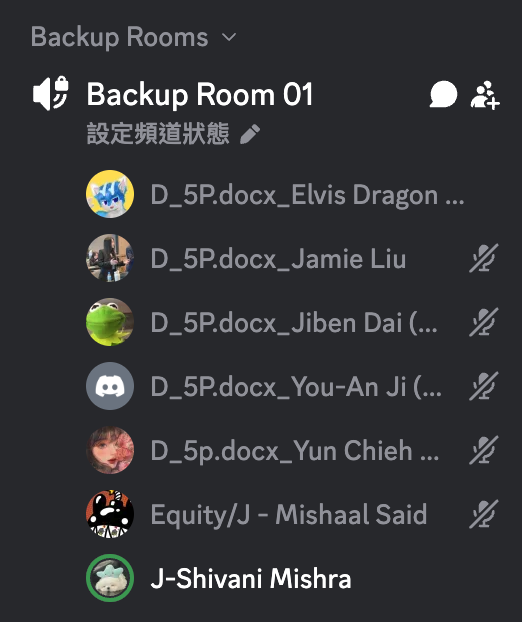 Backup Rooms
Backup Room 01
設定頻道狀態
D_5P.docx_Elvis Dragon ...
D_5P.docx_Jamie Liu
D_5P.docx_Jiben Dai (...
D_5P.docx_You-An Ji (...
D_5p.docx_Yun Chieh ...
Equity/J - Mishaal Said
J-Shivani Mishra